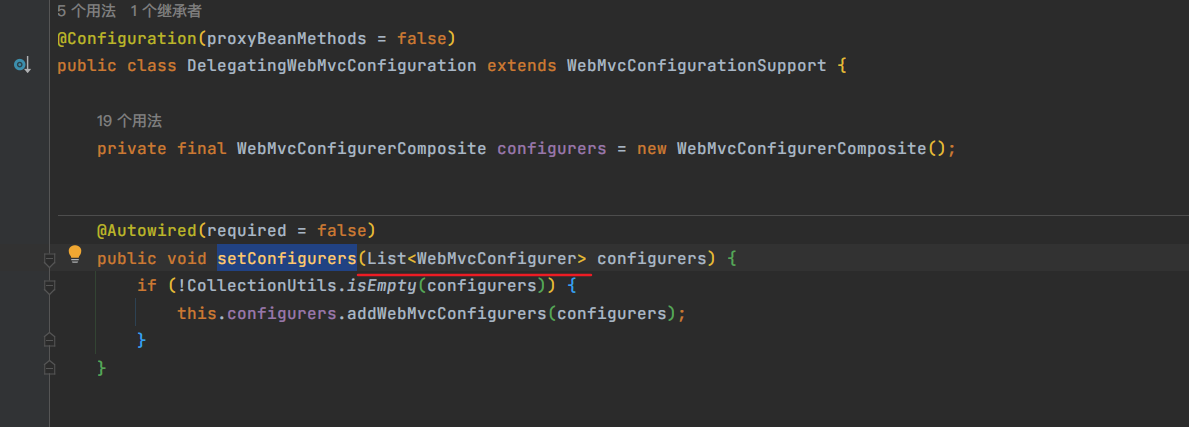 5 个用法 1 个继承者
@Configuration(proxyBeanMethods = false)
public class DelegatingWebMvcConfiguration extends WebMvcConfigurationSupport {
19 个用法
private final WebMvcConfigurerComposite configurers = new WebMvcConfigurerComposite();
@Autowired(required = false)
public void setConfigurers(List<WebMvcConfigurer> configurers) {
if (!CollectionUtils.isEmpty(configurers)) {
this.configurers.addWebMvcConfigurers(configurers);
}
}